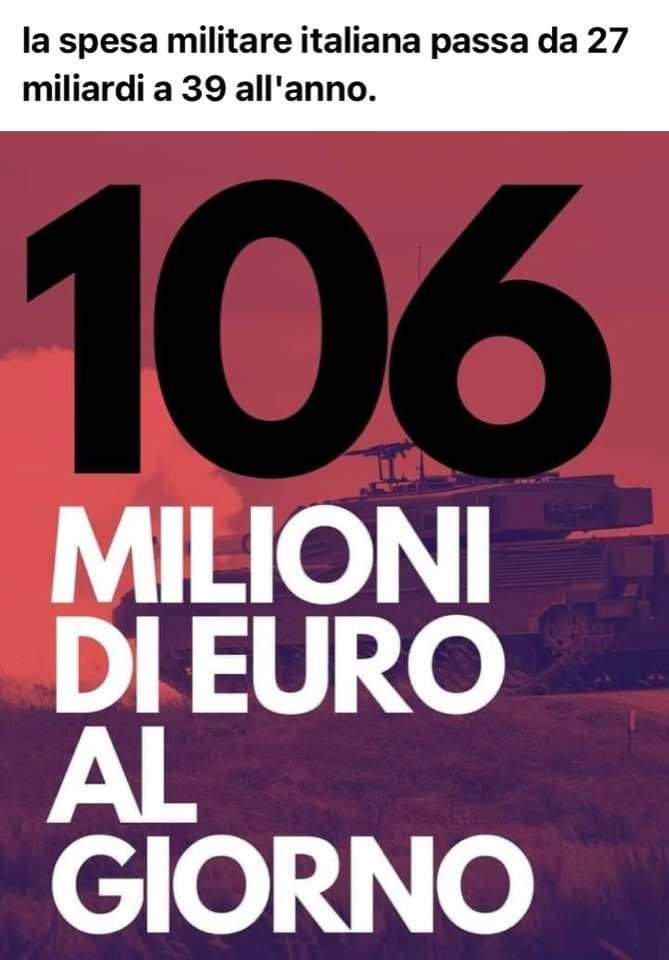 la spesa militare italiana passa da 27
miliardi a 39 all'anno.
106
MILIONI
DI EURO
AL
GIORNO